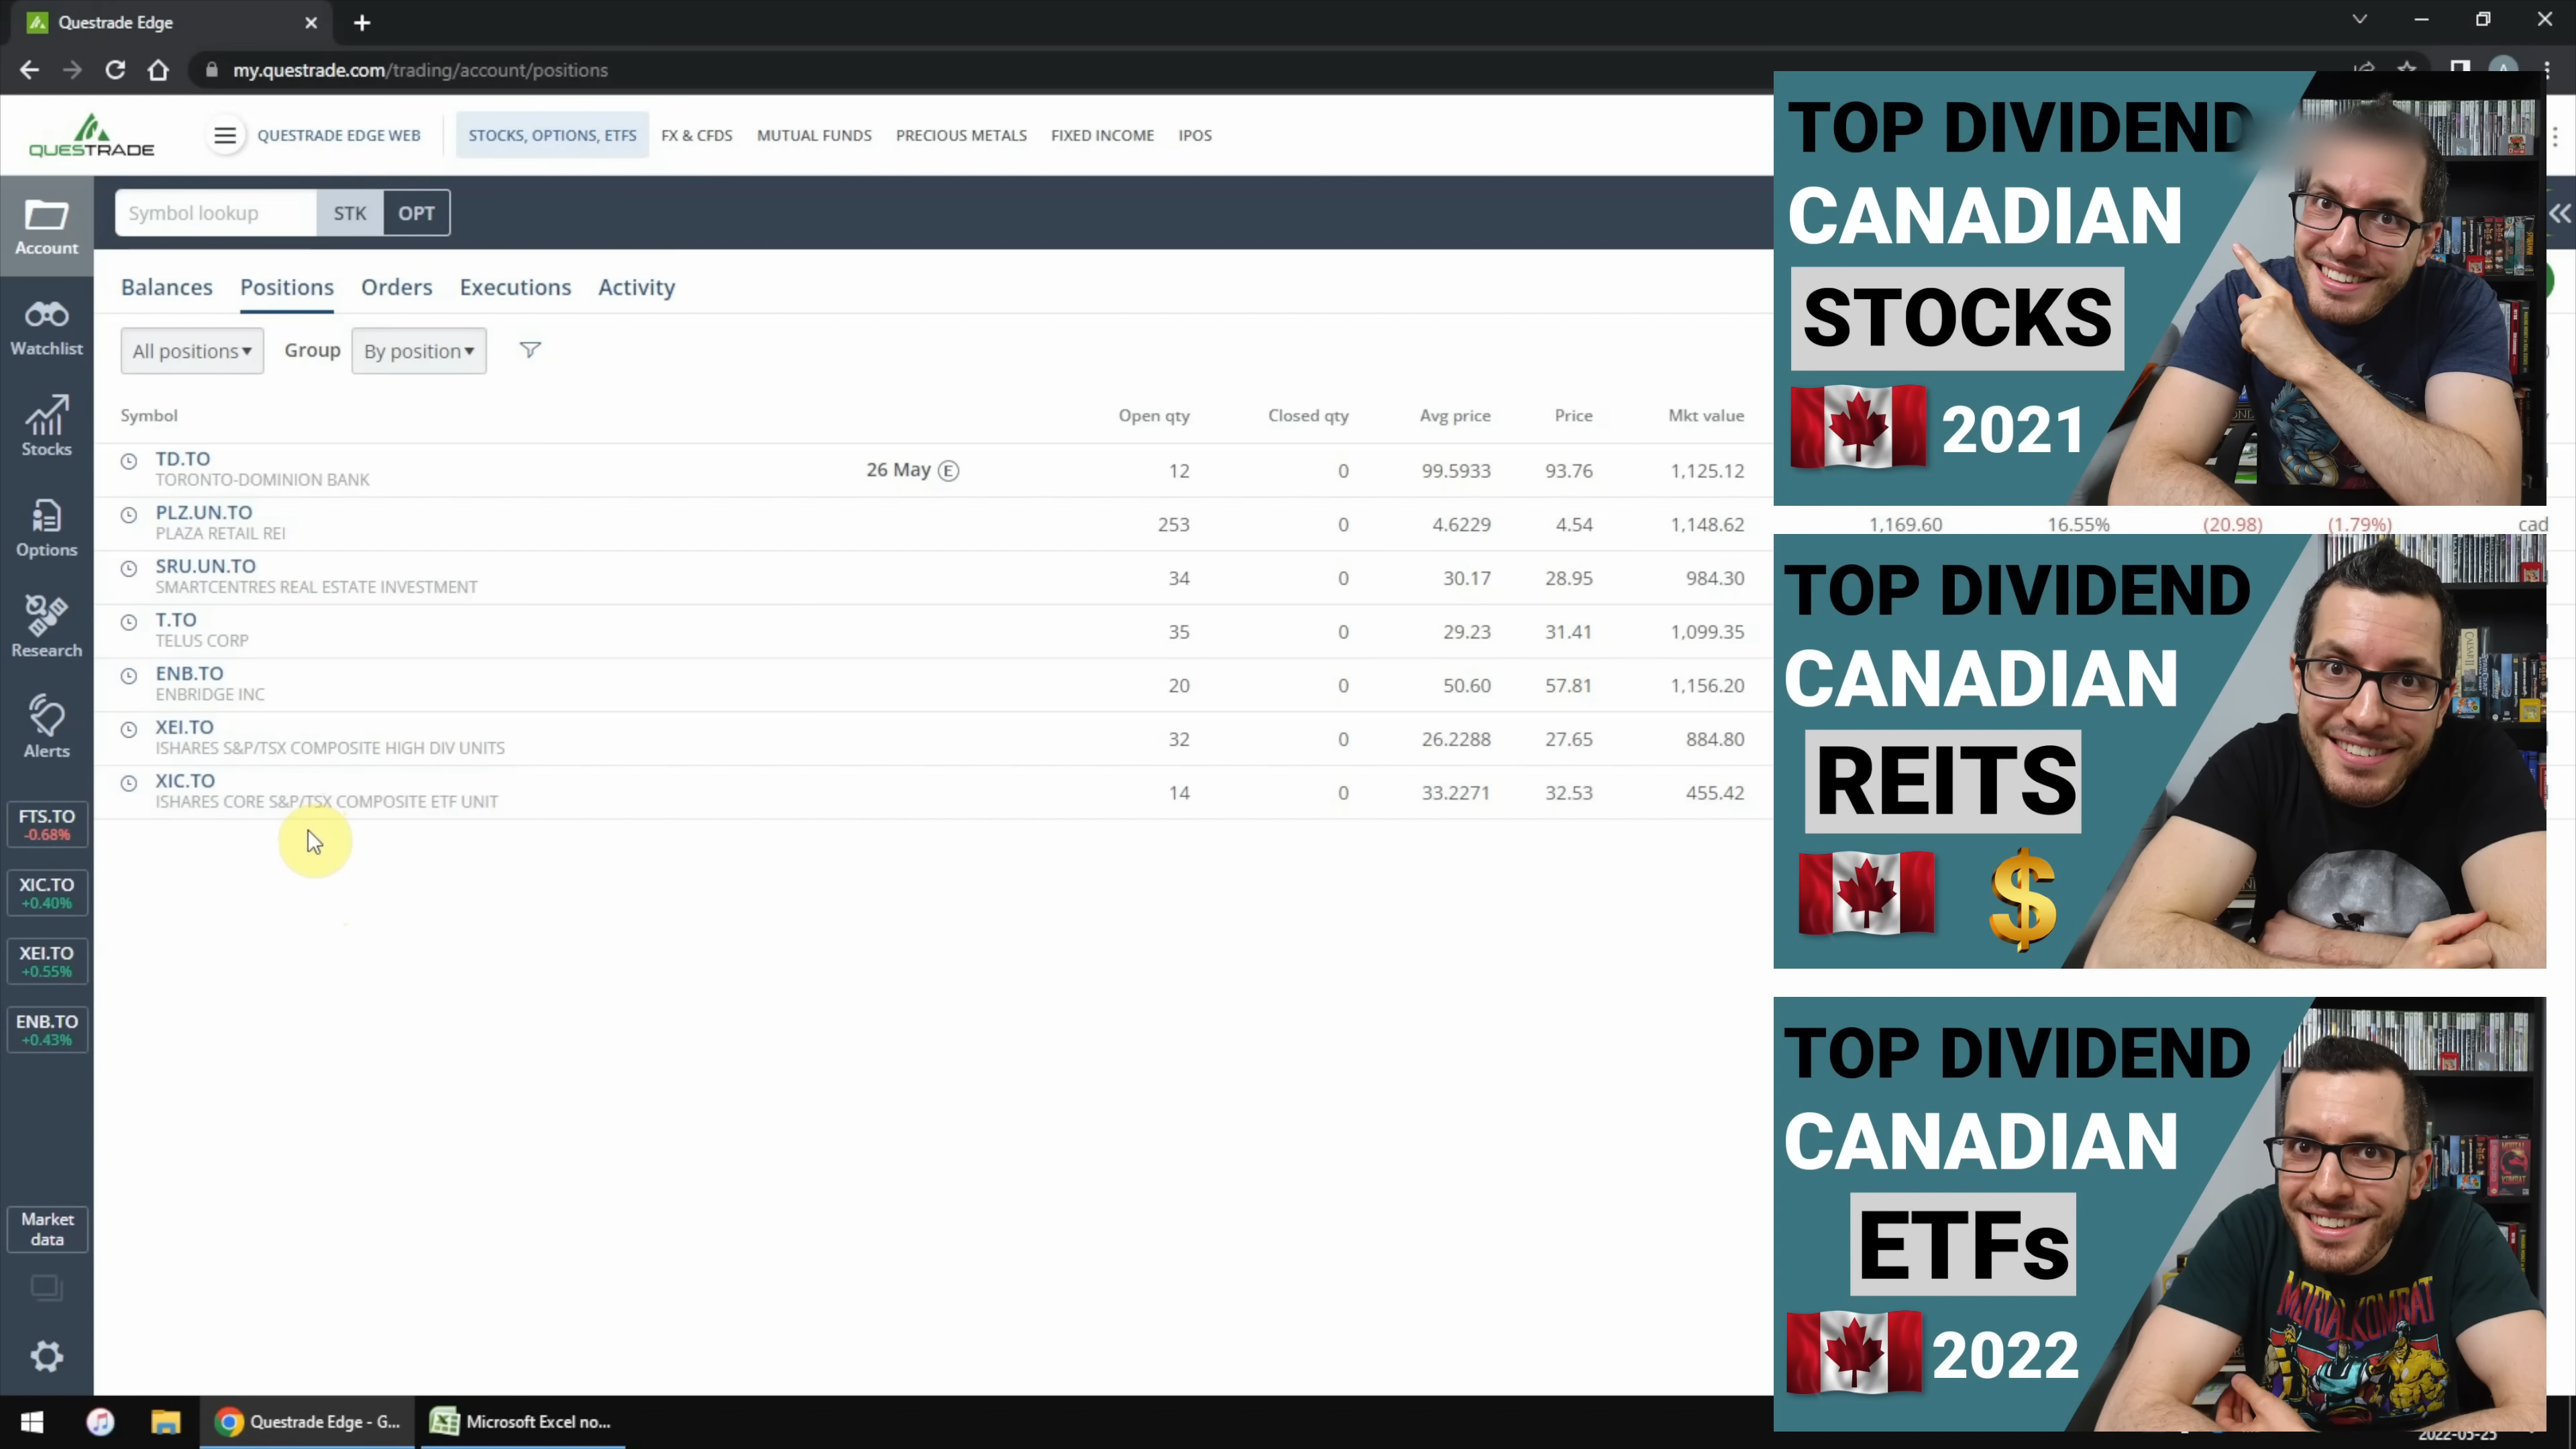 Questrade Edge
my.questrade.com/trading/account/positions
QUESTRADE
QUESTRADE EDGE WEB STOCKS, OPTIONS, ETFS FX & CFDS MUTUAL FUNDS PRECIOUS METALS FIXED INCOME IPOS
Symbol lookup STK OPT
Account
Watchlist
Stocks
Options
Research
Alerts
FTS.TO
-0.68%
XIC.TO
+0.40%
XEI.TO
+0.55%
ENB.TO
+0.43%
Market
data
Balances Positions Orders Executions Activity
All positions Group By position
Symbol Open qty Closed qty Avg price Price Mkt value
TD.TO 26 May E 12 0 99.5933 93.76 1,125.12
TORONTO-DOMINION BANK
PLZ.UN.TO 253 0 4.6229 4.54 1,148.62 1,169.60 16.55% (20.98) (1.79%) cad
PLAZA RETAIL REI
SRU.UN.TO 34 0 30.17 28.95 984.30
SMARTCENTRES REAL ESTATE INVESTMENT
T.TO 35 0 29.23 31.41 1,099.35
TELUS CORP
ENB.TO 20 0 50.60 57.81 1,156.20
ENBRIDGE INC
XEI.TO 32 0 26.2288 27.65 884.80
ISHARES S&P/TSX COMPOSITE HIGH DIV UNITS
XIC.TO 14 0 33.2271 32.53 455.42
ISHARES CORE S&P/TSX COMPOSITE ETF UNIT
TOP DIVIDEND
CANADIAN
STOCKS
2021
TOP DIVIDEND
CANADIAN
REITS
$
TOP DIVIDEND
CANADIAN
ETFs
2022
MORTAL KOMBAT
Questrade Edge - G... Microsoft Excel no...
2022-05-25